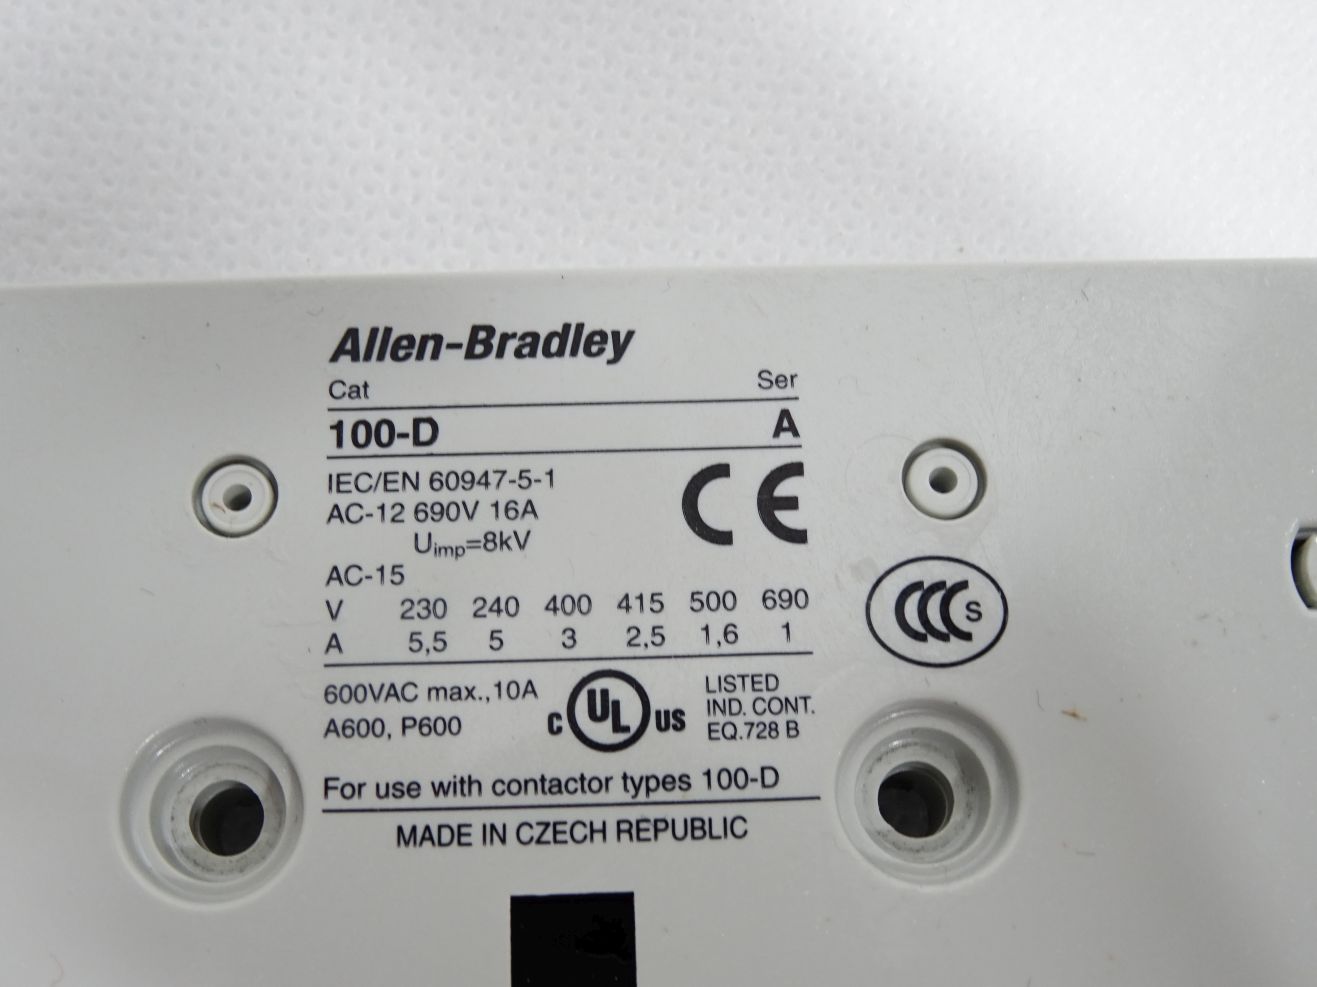 Allen-Bradley
Cat Ser
100-D A
IEC/EN 60947-5-1
AC-12 690V 16A
Uimp=8kV
CE
AC-15
V 230 240 400 415 500 690
A 5,5 5 3 2,5 1,6 1
CCC S
600VAC max.,10A
A600, P600
C UL US
LISTED
IND. CONT.
EQ.728 B
For use with contactor types 100-D
MADE IN CZECH REPUBLIC